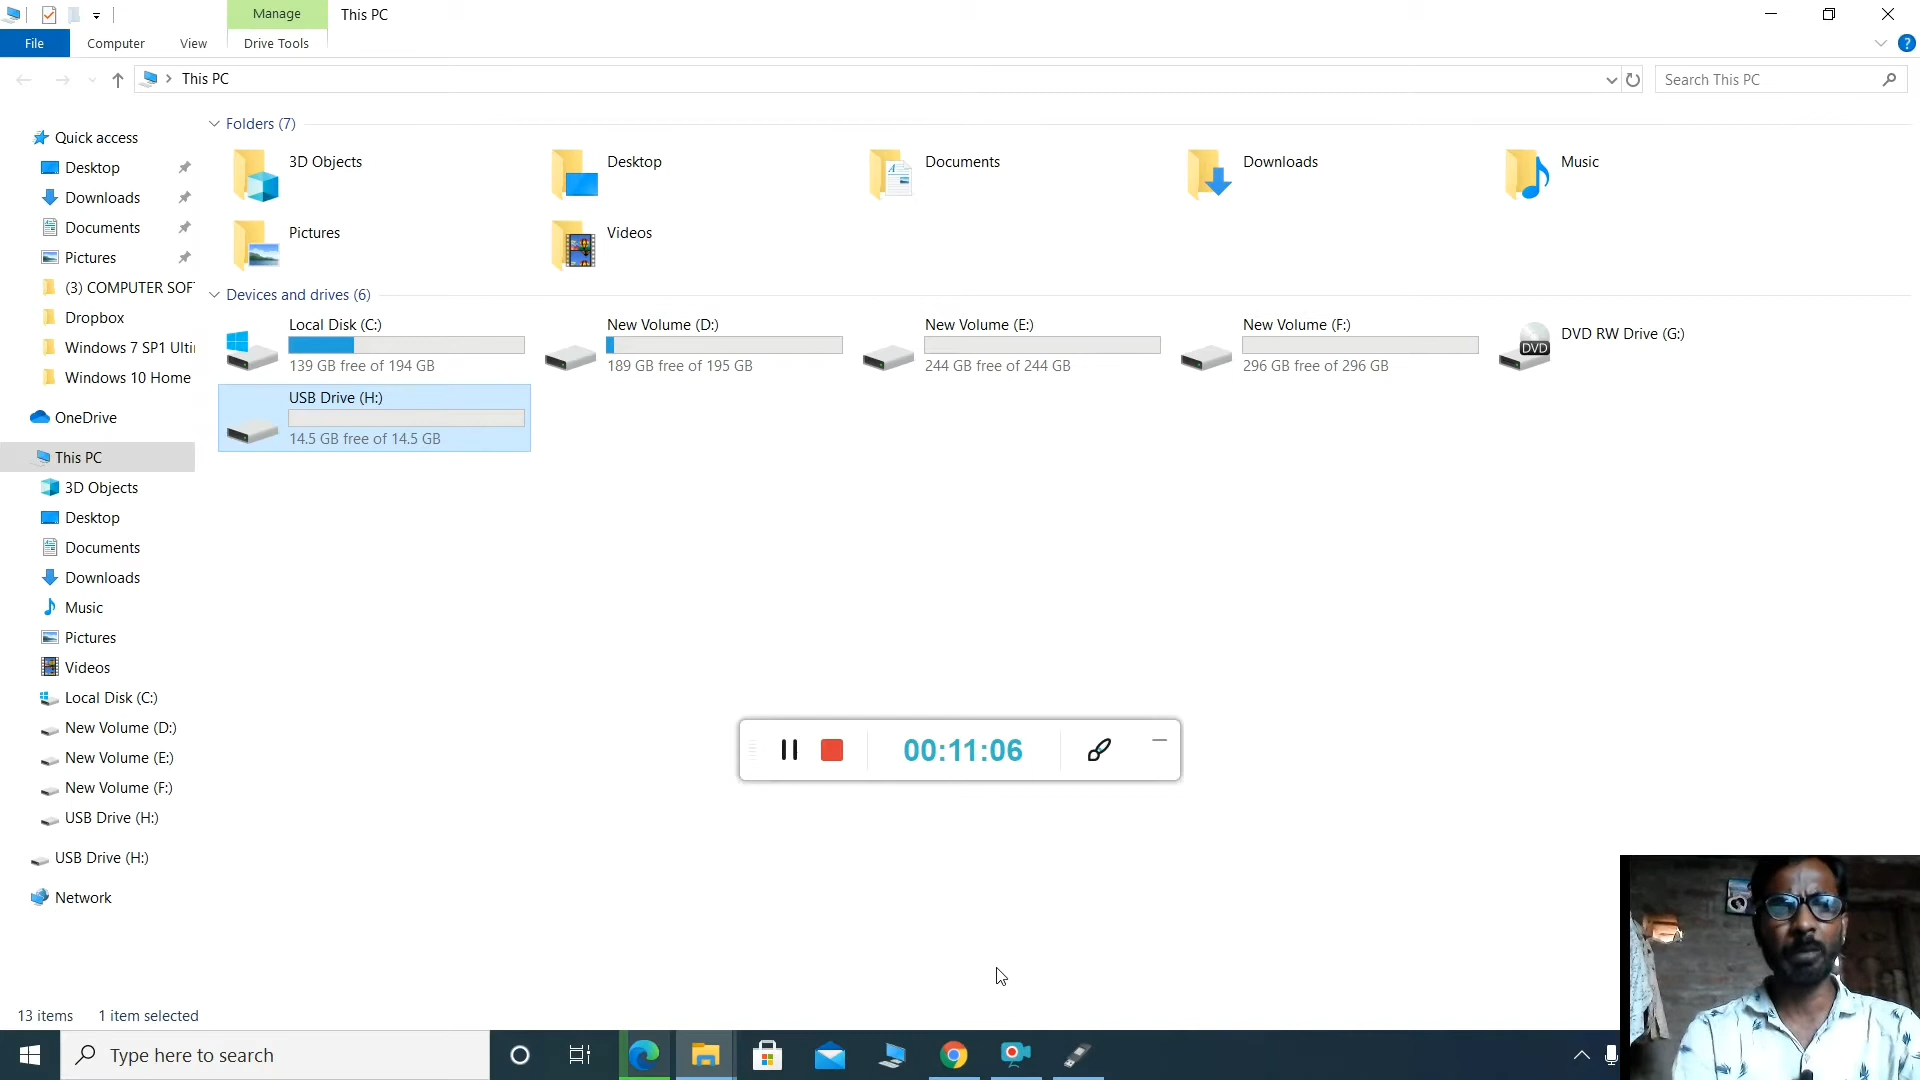 Manage
This PC
File
Computer
View
Drive Tools
This PC
Search This PC
Quick access
Desktop
Downloads
Documents
Pictures
(3) COMPUTER SOF
Dropbox
Windows 7 SP1 Ulti
Windows 10 Home
OneDrive
This PC
3D Objects
Desktop
Documents
Downloads
Music
Pictures
Videos
Local Disk (C:)
New Volume (D:)
New Volume (E:)
New Volume (F:)
USB Drive (H:)
USB Drive (H:)
Network
Folders (7)
3D Objects
Desktop
Documents
Downloads
Music
Pictures
Videos
Devices and drives (6)
Local Disk (C:)
139 GB free of 194 GB
New Volume (D:)
189 GB free of 195 GB
New Volume (E:)
244 GB free of 244 GB
New Volume (F:)
296 GB free of 296 GB
DVD RW Drive (G:)
DVD
USB Drive (H:)
14.5 GB free of 14.5 GB
00:11:06
13 items
1 item selected
Type here to search